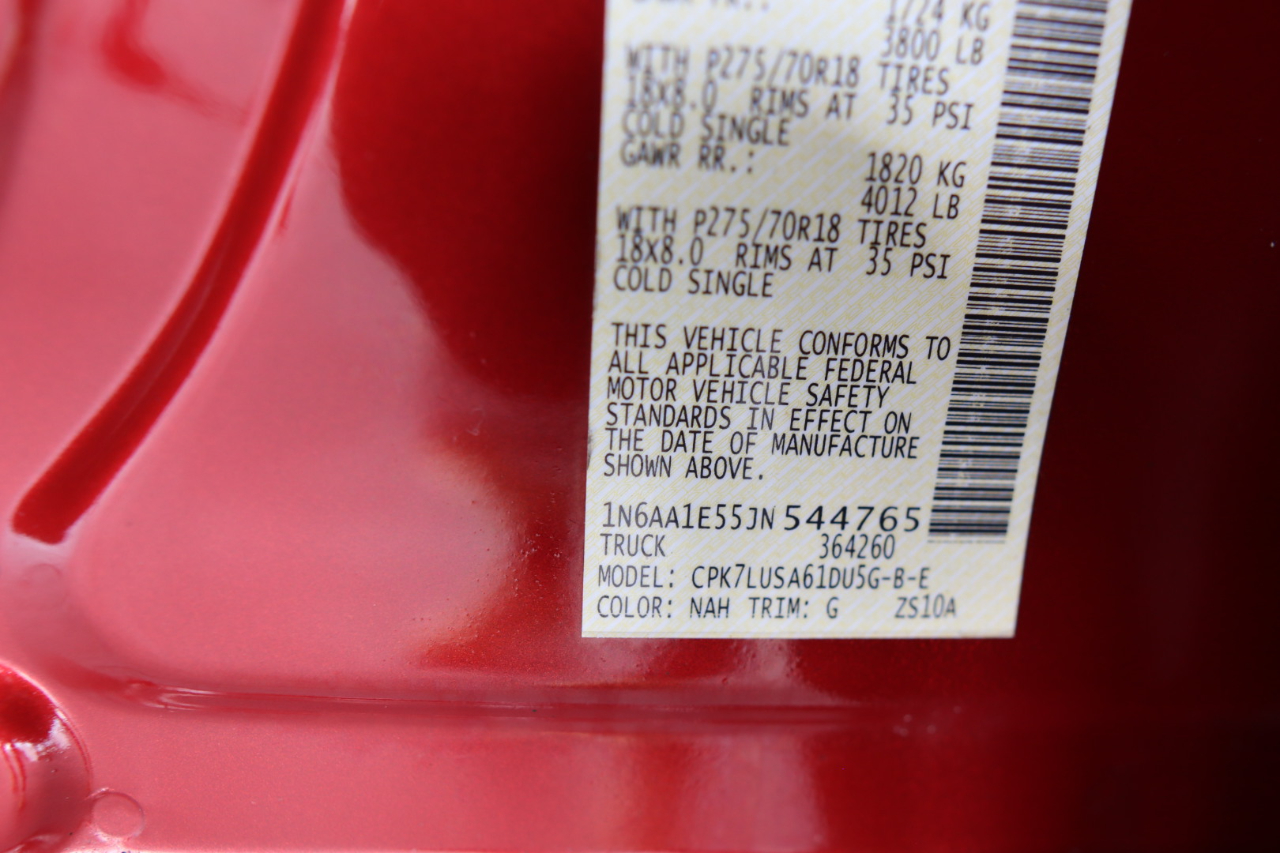 GAWR FR.: 1724 KG
3800 LB
WITH P275/70R18 TIRES
18X8.0 RIMS AT 35 PSI
COLD SINGLE
GAWR RR.: 1820 KG
4012 LB
WITH P275/70R18 TIRES
18X8.0 RIMS AT 35 PSI
COLD SINGLE
THIS VEHICLE CONFORMS TO
ALL APPLICABLE FEDERAL
MOTOR VEHICLE SAFETY
STANDARDS IN EFFECT ON
THE DATE OF MANUFACTURE
SHOWN ABOVE.
1N6AA1E55JN544765
TRUCK 364260
MODEL: CPK7LUSA61DU5G-B-E
COLOR: NAH TRIM: G ZS10A